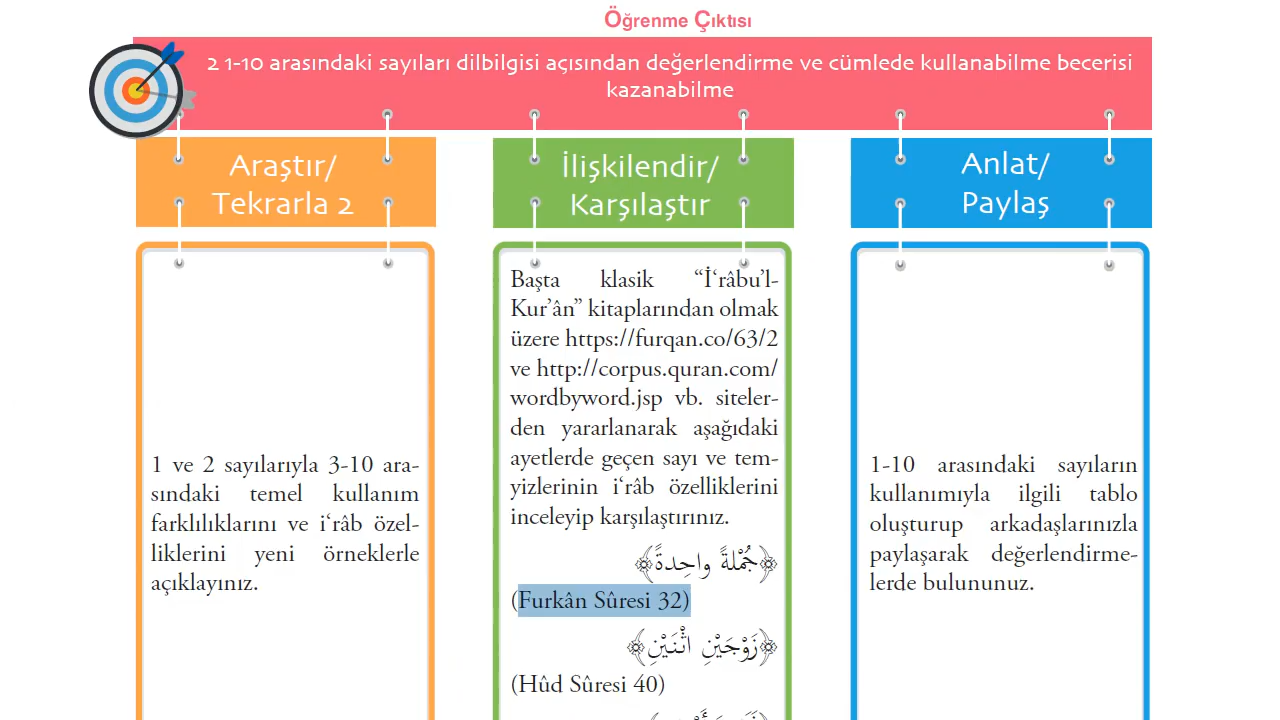 Öğrenme Çıktısı
2 1-10 arasındaki sayıları dilbilgisi açısından değerlendirme ve cümlede kullanabilme becerisi
kazanabilme
Araştır/
Tekrarla 2
1 ve 2 sayılarıyla 3-10 ara-
sındaki temel kullanım
farklılıklarını ve i‘râb özel-
liklerini yeni örneklerle
açıklayınız.
İlişkilendir/
Karşılaştır
Başta klasik “İ‘râbu’l-
Kur’ân” kitaplarından olmak
üzere https://furqan.co/63/2
ve http://corpus.quran.com/
wordbyword.jsp vb. siteler-
den yararlanarak aşağıdaki
ayetlerde geçen sayı ve tem-
yizlerinin i‘râb özelliklerini
inceleyip karşılaştırınız.
﴿جُمْلةً واحِدةً﴾
(Furkân Sûresi 32)
﴿زَوْجَيْنِ اثْنَيْنِ﴾
(Hûd Sûresi 40)
Anlat/
Paylaş
1-10 arasındaki sayıların
kullanımıyla ilgili tablo
oluşturup arkadaşlarınızla
paylaşarak değerlendirme-
lerde bulununuz.